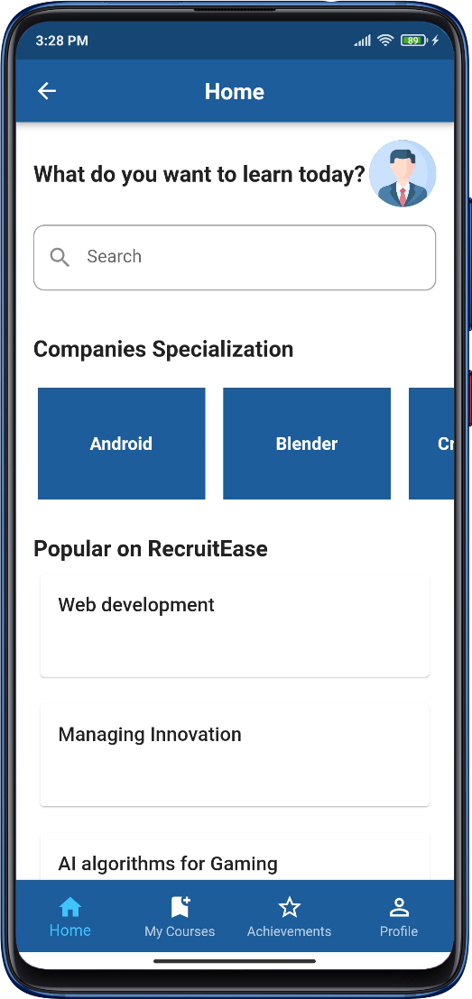 3:28 PM
89
Home
What do you want to learn today?
Search
Companies Specialization
Android
Blender
Cr
Popular on RecruitEase
Web development
Managing Innovation
AI algorithms for Gaming
Home
My Courses
Achievements
Profile